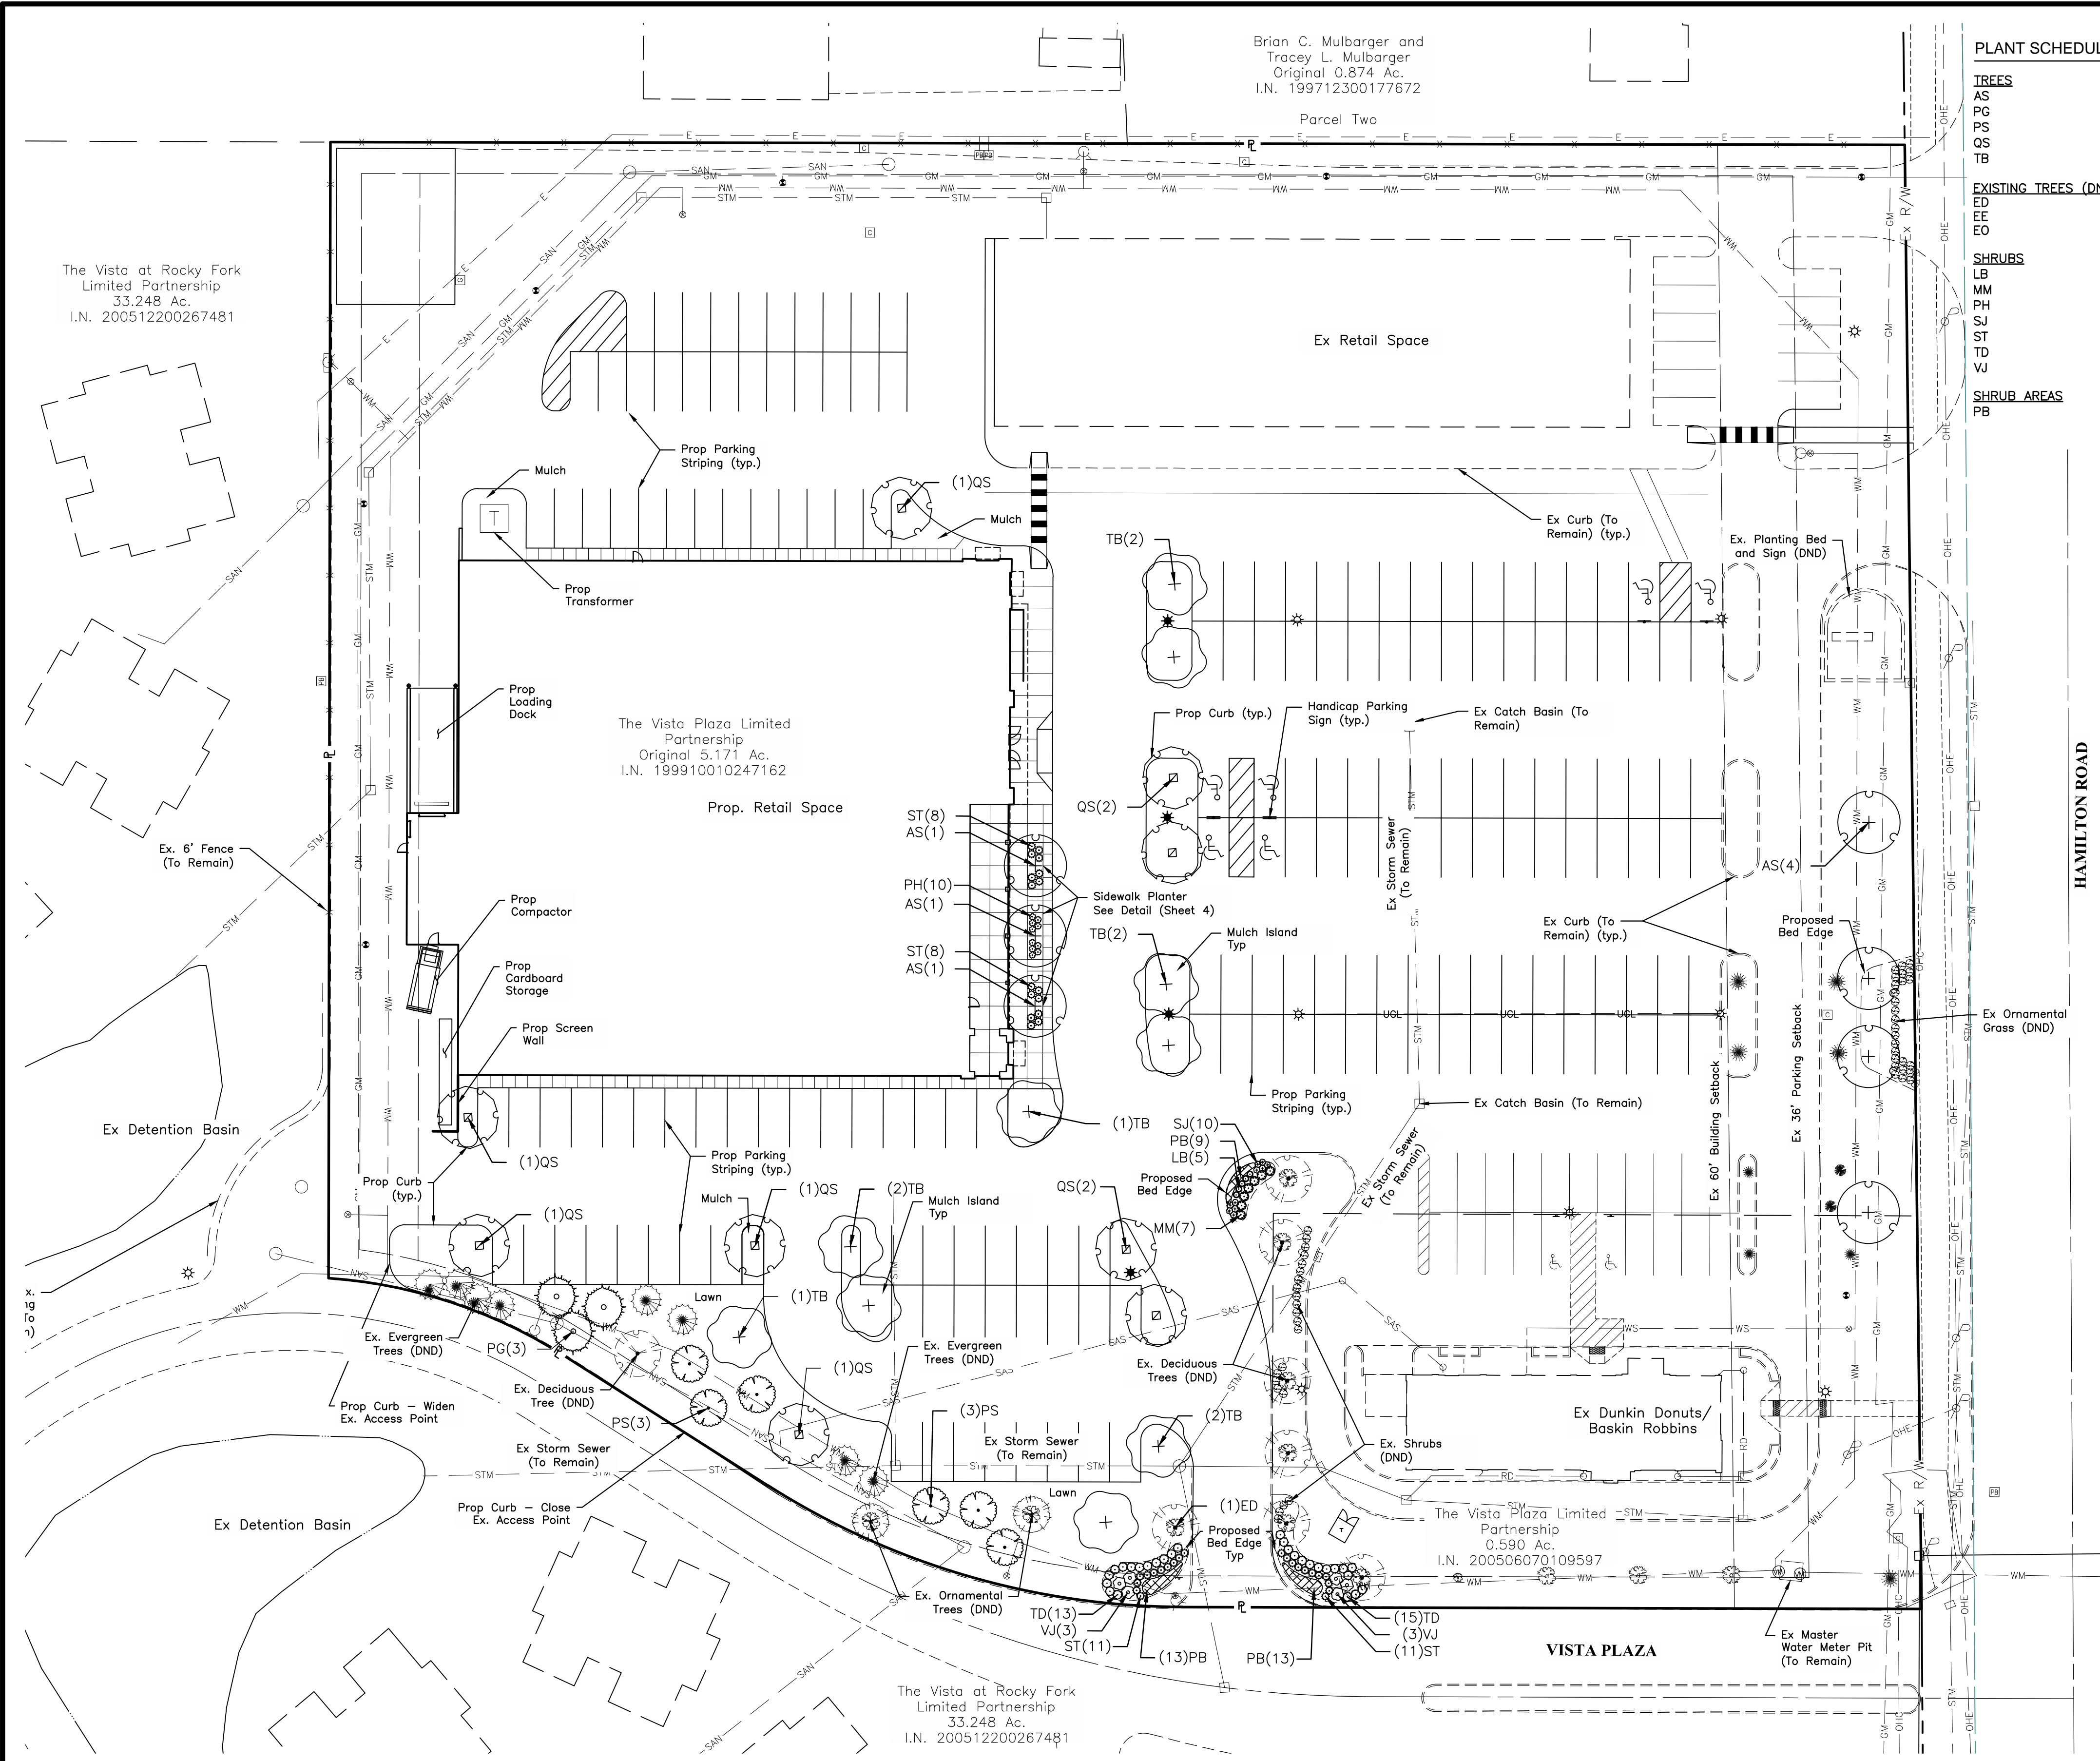 Brian C. Mulbarger and
Tracey L. Mulbarger
Original 0.874 Ac.
I.N. 199712300177672
Parcel Two
PLANT SCHEDUL
TREES
AS
PG
PS
QS
TB
EXISTING TREES (DN
ED
EE
EO
SHRUBS
LB
MM
PH
SJ
ST
TD
VJ
SHRUB AREAS
PB
The Vista at Rocky Fork
Limited Partnership
33.248 Ac.
I.N. 200512200267481
Ex Retail Space
Ex R/W
Prop Parking
Striping (typ.)
Mulch
(1)QS
Mulch
T
Prop
Transformer
Ex Curb (To
Remain) (typ.)
Ex. Planting Bed
and Sign (DND)
TB(2)
Prop
Loading
Dock
The Vista Plaza Limited
Partnership
Original 5.171 Ac.
I.N. 199910010247162
Prop. Retail Space
Prop Curb (typ.)
Handicap Parking
Sign (typ.)
Ex Catch Basin (To
Remain)
QS(2)
HAMILTON ROAD
ST(8)
AS(1)
Ex. 6' Fence
(To Remain)
Ex Storm Sewer
(To Remain)
AS(4)
PH(10)
AS(1)
Sidewalk Planter
See Detail (Sheet 4)
Prop
Compactor
TB(2)
Mulch Island
Typ
Ex Curb (To
Remain) (typ.)
Proposed
Bed Edge
ST(8)
AS(1)
Prop
Cardboard
Storage
Prop Screen
Wall
UGL
UGL
UGL
Ex Ornamental
Grass (DND)
Ex 60' Building Setback
Ex 36' Parking Setback
Prop Parking
Striping (typ.)
Ex Catch Basin (To Remain)
Ex Detention Basin
(1)TB
SJ(10)
PB(9)
LB(5)
Ex Storm Sewer
(To Remain)
(1)QS
Prop Parking
Striping (typ.)
Proposed
Bed Edge
Prop Curb
(typ.)
Mulch
(1)QS
(2)TB
Mulch Island
Typ
QS(2)
(1)QS
MM(7)
Lawn
(1)TB
Ex. Evergreen
Trees (DND)
PG(3)
Ex. Evergreen
Trees (DND)
Ex. Deciduous
Trees (DND)
(1)QS
Ex. Deciduous
Tree (DND)
Prop Curb – Widen
Ex. Access Point
PS(3)
(3)PS
(2)TB
Ex Dunkin Donuts/
Baskin Robbins
Ex Storm Sewer
(To Remain)
Ex Storm Sewer
(To Remain)
Ex. Shrubs
(DND)
Prop Curb – Close
Ex. Access Point
Lawn
(1)ED
Proposed
Bed Edge
Typ
Ex Detention Basin
The Vista Plaza Limited
Partnership
0.590 Ac.
I.N. 200506070109597
Ex R/W
Ex. Ornamental
Trees (DND)
TD(13)
VJ(3)
ST(11)
(13)PB
PB(13)
(15)TD
(3)VJ
(11)ST
VISTA PLAZA
Ex Master
Water Meter Pit
(To Remain)
The Vista at Rocky Fork
Limited Partnership
33.248 Ac.
I.N. 200512200267481